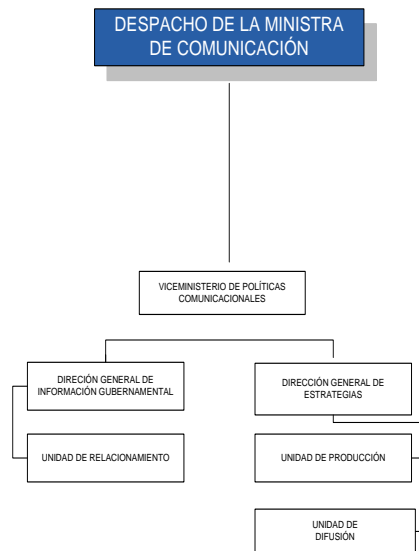 DESPACHO DE LA MINISTRA
DE COMUNICACIÓN
VICEMINISTERIO DE POLÍTICAS
COMUNICACIONALES
DIRECIÓN GENERAL DE
INFORMACIÓN GUBERNAMENTAL
DIRECCIÓN GENERAL DE
ESTRATEGIAS
UNIDAD DE RELACIONAMIENTO
UNIDAD DE PRODUCCIÓN
UNIDAD DE
DIFUSIÓN